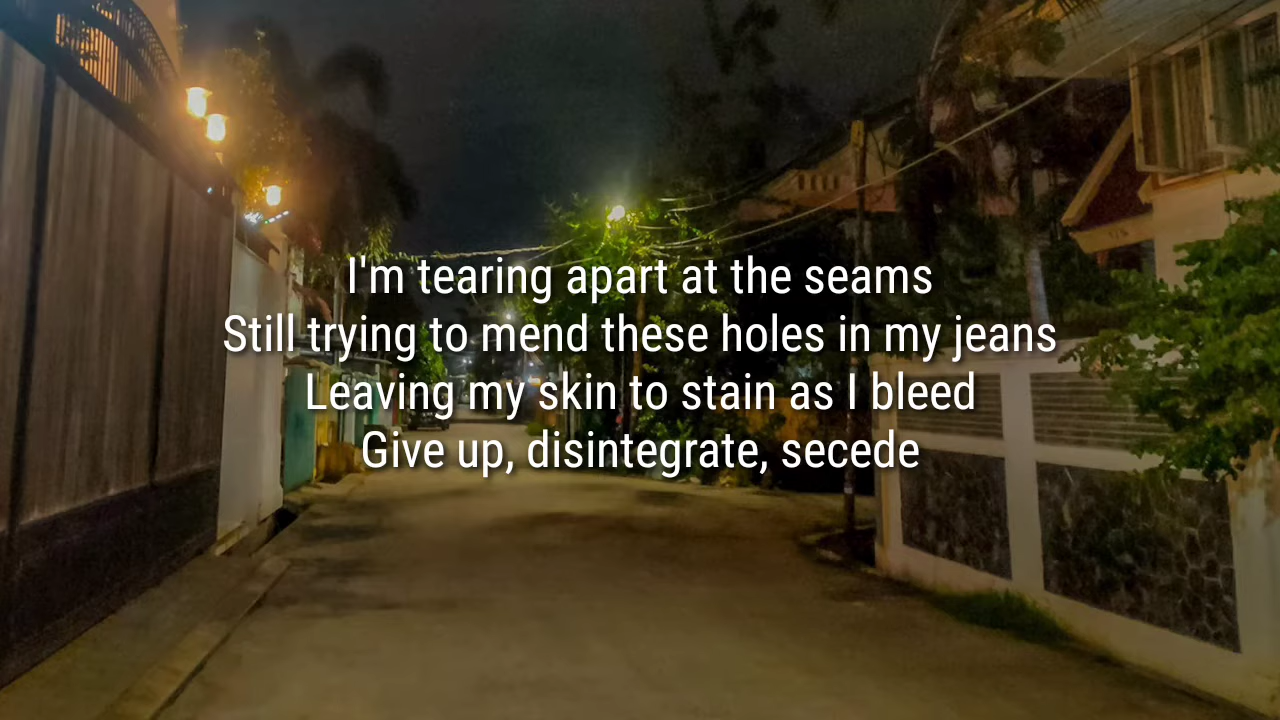 I'm tearing apart at the seams
Still trying to mend these holes in my jeans
Leaving my skin to stain as I bleed
Give up, disintegrate, secede